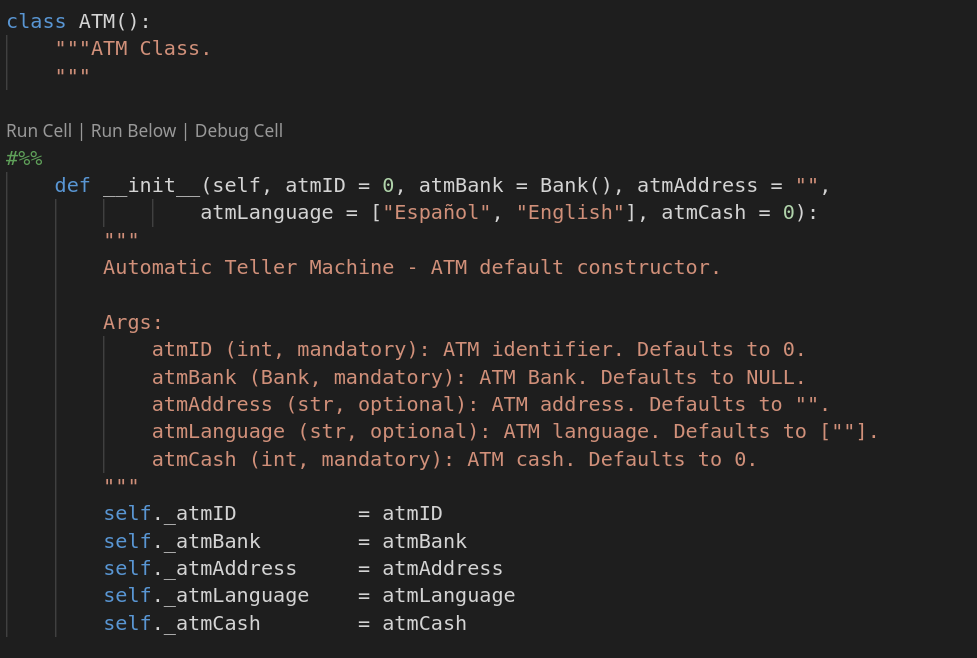 class ATM():
    """ATM Class.
    """
Run Cell | Run Below | Debug Cell
#%%
    def __init__(self, atmID = 0, atmBank = Bank(), atmAddress = "",
                atmLanguage = ["Español", "English"], atmCash = 0):
        """
        Automatic Teller Machine - ATM default constructor.

        Args:
            atmID (int, mandatory): ATM identifier. Defaults to 0.
            atmBank (Bank, mandatory): ATM Bank. Defaults to NULL.
            atmAddress (str, optional): ATM address. Defaults to "".
            atmLanguage (str, optional): ATM language. Defaults to [""].
            atmCash (int, mandatory): ATM cash. Defaults to 0.
        """
        self._atmID          = atmID
        self._atmBank        = atmBank
        self._atmAddress     = atmAddress
        self._atmLanguage    = atmLanguage
        self._atmCash        = atmCash